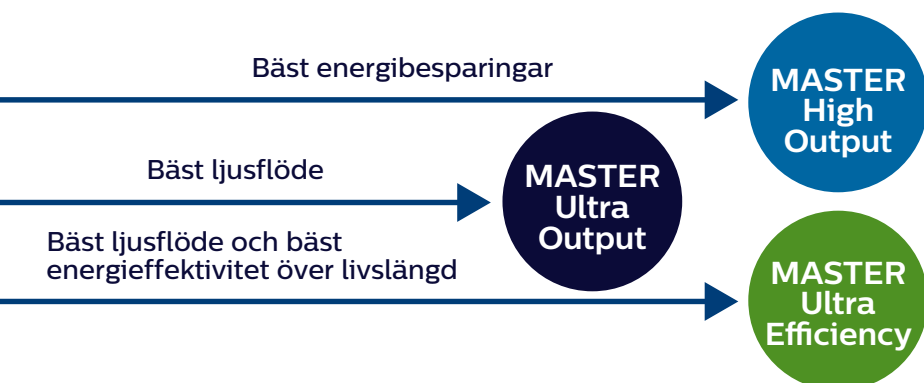 Bäst energibesparingar
MASTER
High
Output
Bäst ljusflöde
MASTER
Ultra
Output
Bäst ljusflöde och bäst
energieffektivitet över livslängd
MASTER
Ultra
Efficiency